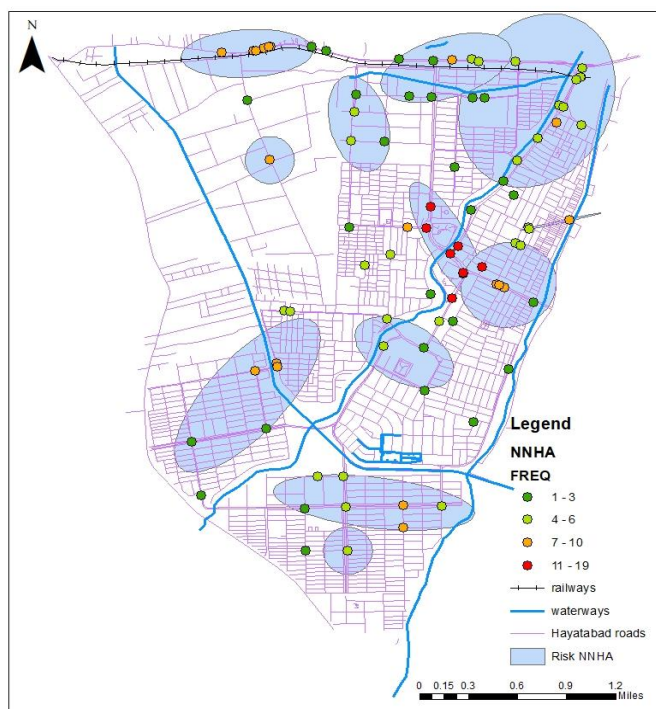 N
Legend
NNHA
FREQ
1 - 3
4 - 6
7 - 10
11 - 19
railways
waterways
Hayatabad roads
Risk NNHA
0 0.15 0.3 0.6 0.9 1.2
Miles